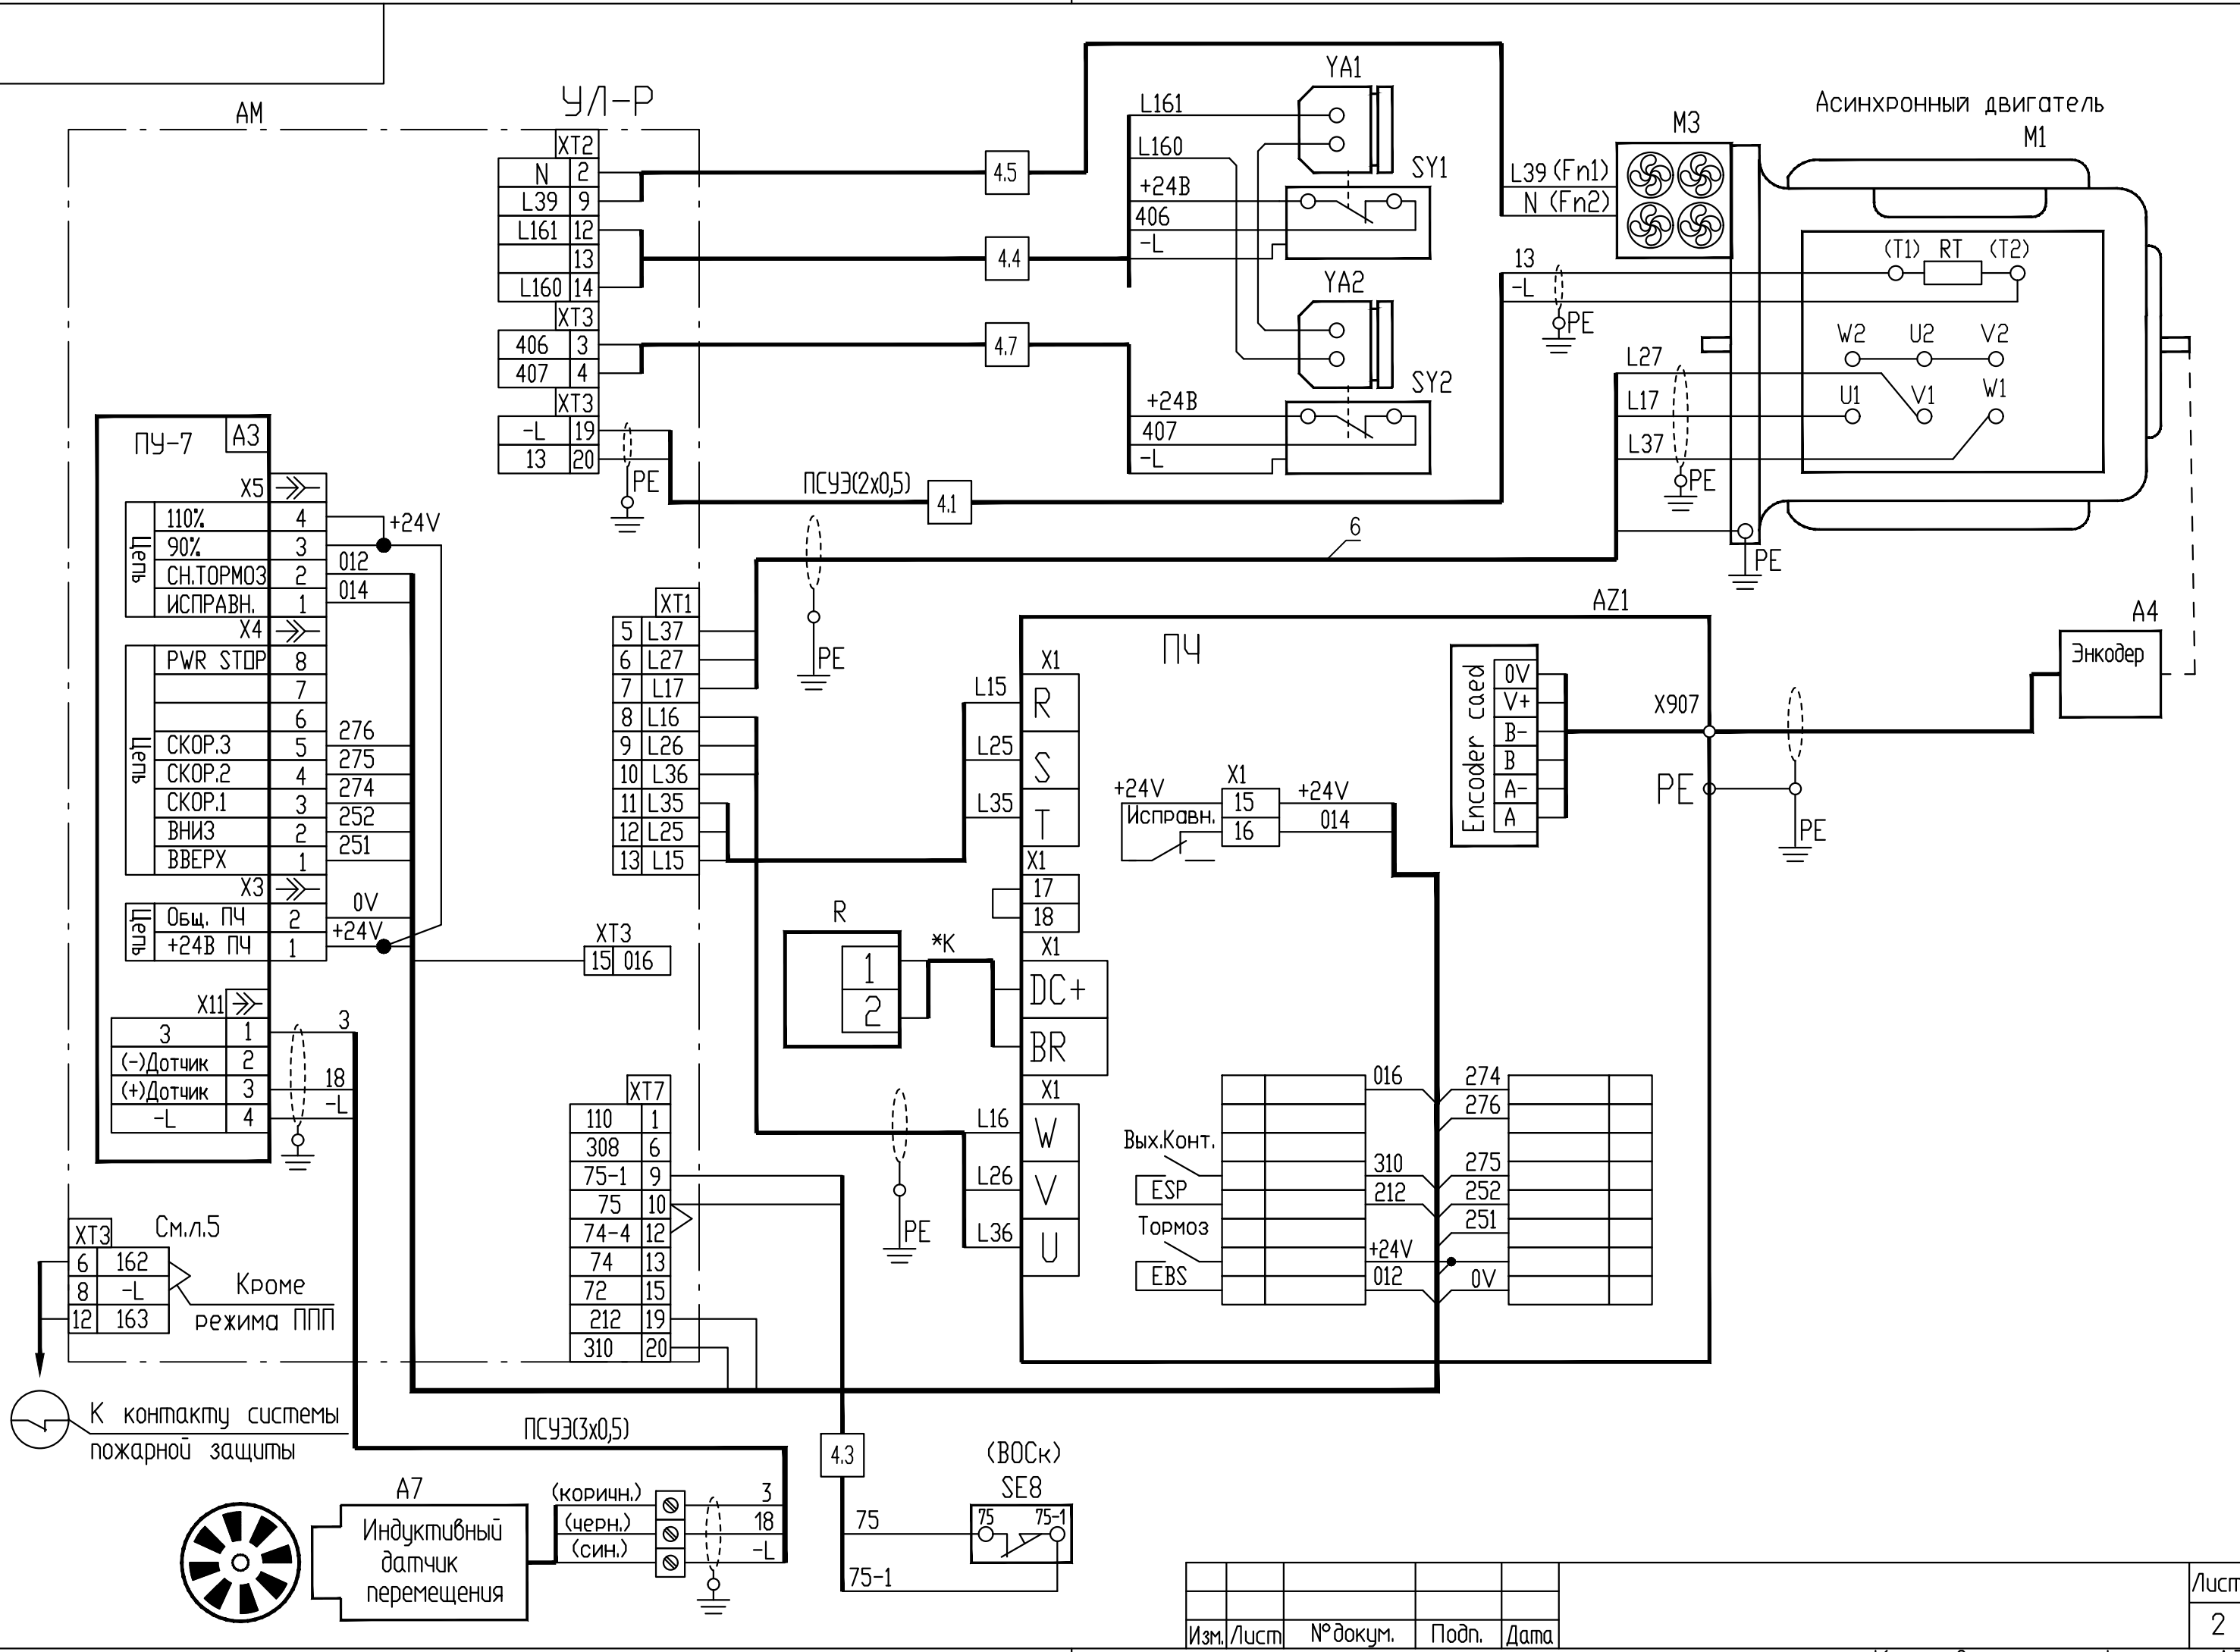 АМ
УЛ-Р
XT2
N 2
L39 9
L161 12
13
L160 14
XT3
406 3
407 4
XT3
-L 19
13 20
PE
4.5
4.4
4.7
ПСУЭ(2х0,5)
4.1
L161
L160
+24В
406
-L
YA1
SY1
YA2
SY2
+24В
407
-L
M3
L39 (Fn1)
N (Fn2)
Асинхронный двигатель
M1
13
-L
PE
(T1) RT (T2)
W2 U2 V2
U1 V1 W1
L27
L17
L37
PE
PE
6
PE
ПУ-7 А3
X5
Цепь
110% 4
90% 3
СН.ТОРМОЗ 2
ИСПРАВН. 1
+24V
012
014
X4
Цепь
PWR STOP 8
7
6
СКОР.3 5 276
СКОР.2 4 275
СКОР.1 3 274
ВНИЗ 2 252
ВВЕРХ 1 251
X3
Цепь
Общ. ПЧ 2 0V
+24В ПЧ 1 +24V
X11
3 1 3
(-)Дотчик 2
(+)Дотчик 3 18
-L 4 -L
XT1
5 L37
6 L27
7 L17
8 L16
9 L26
10 L36
11 L35
12 L25
13 L15
XT3
15 016
XT7
110 1
308 6
75-1 9
75 10
74-4 12
74 13
72 15
212 19
310 20
XT3
См.л.5
6 162
8 -L
12 163
Кроме
режима ППП
К контакту системы
пожарной защиты
R
1
2
*К
PE
AZ1
ПЧ
X1
L15 R
L25 S
L35 T
X1
17
18
X1
DC+
BR
X1
L16 W
L26 V
L36 U
+24V
Исправн.
X1
15 +24V
16 014
Encoder caed
0V
V+
B-
B
A-
A
X907
PE
PE
A4
Энкодер
016
Вых.Конт.
310
ESP
212
Тормоз
+24V
EBS
012
274
276
275
252
251
0V
ПСУЭ(3х0,5)
4.3
А7
Индуктивный
датчик
перемещения
(коричн.)
(черн.)
(син.)
3
18
-L
75
75-1
(ВОСк)
SE8
75 75-1
Изм. Лист №докум. Подп. Дата
Лист
2